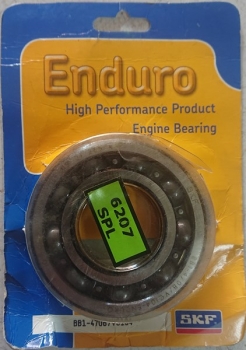 Enduro
High Performance Product
Engine Bearing
6207
SPL
SKF